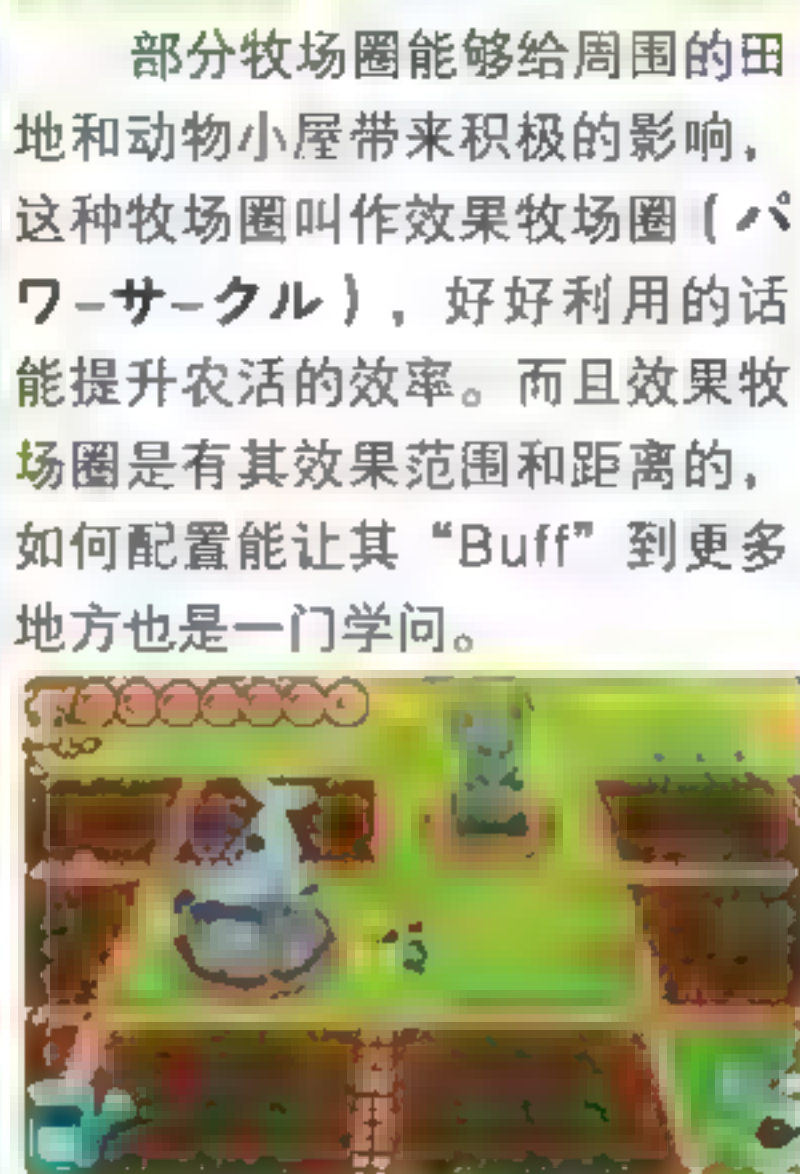 部分牧场圈能够给周围的田
地和动物小屋带来积极的影响，
这种牧场圈叫作效果牧场圈（パ
ワーサークル），好好利用的话
能提升农活的效率。而且效果牧
场圈是有其效果范围和距离的，
如何配置能让其“Buff”到更多
地方也是一门学问。